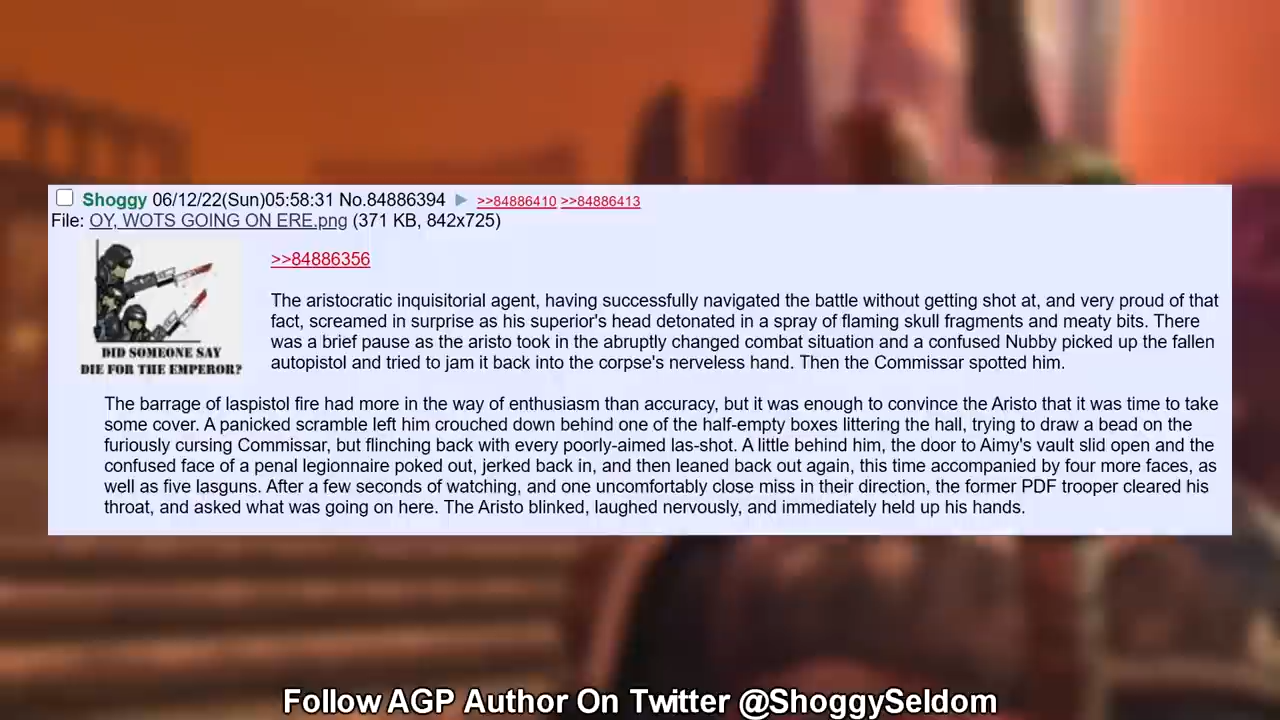 Shoggy 06/12/22(Sun)05:58:31 No.84886394 ▶ >>84886410 >>84886413
File: OY, WOTS GOING ON ERE.png (371 KB, 842x725)
>>84886356
DID SOMEONE SAY
DIE FOR THE EMPEROR?
The aristocratic inquisitorial agent, having successfully navigated the battle without getting shot at, and very proud of that
fact, screamed in surprise as his superior's head detonated in a spray of flaming skull fragments and meaty bits. There
was a brief pause as the aristo took in the abruptly changed combat situation and a confused Nubby picked up the fallen
autopistol and tried to jam it back into the corpse's nerveless hand. Then the Commissar spotted him.
The barrage of laspistol fire had more in the way of enthusiasm than accuracy, but it was enough to convince the Aristo that it was time to take
some cover. A panicked scramble left him crouched down behind one of the half-empty boxes littering the hall, trying to draw a bead on the
furiously cursing Commissar, but flinching back with every poorly-aimed las-shot. A little behind him, the door to Aimy's vault slid open and the
confused face of a penal legionnaire poked out, jerked back in, and then leaned back out again, this time accompanied by four more faces, as
well as five lasguns. After a few seconds of watching, and one uncomfortably close miss in their direction, the former PDF trooper cleared his
throat, and asked what was going on here. The Aristo blinked, laughed nervously, and immediately held up his hands.
Follow AGP Author On Twitter @ShoggySeldom